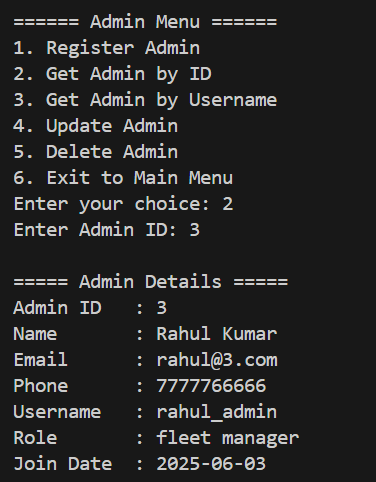 ====== Admin Menu ======
1. Register Admin
2. Get Admin by ID
3. Get Admin by Username
4. Update Admin
5. Delete Admin
6. Exit to Main Menu
Enter your choice: 2
Enter Admin ID: 3
===== Admin Details =====
Admin ID   : 3
Name       : Rahul Kumar
Email      : rahul@3.com
Phone      : 7777766666
Username   : rahul_admin
Role       : fleet manager
Join Date  : 2025-06-03